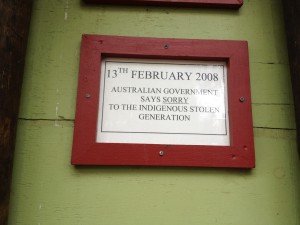 13TH FEBRUARY 2008
AUSTRALIAN GOVERNMENT
SAYS SORRY
TO THE INDIGENOUS STOLEN
GENERATION